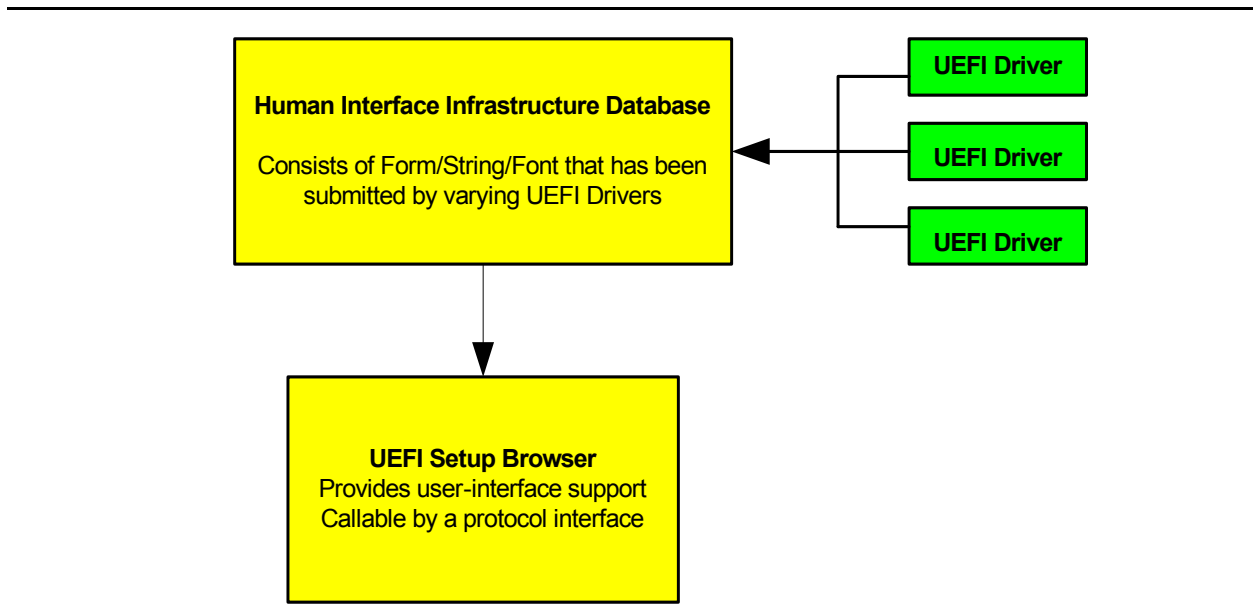 Human Interface Infrastructure Database
Consists of Form/String/Font that has been
submitted by varying UEFI Drivers
UEFI Driver
UEFI Driver
UEFI Driver
UEFI Setup Browser
Provides user-interface support
Callable by a protocol interface